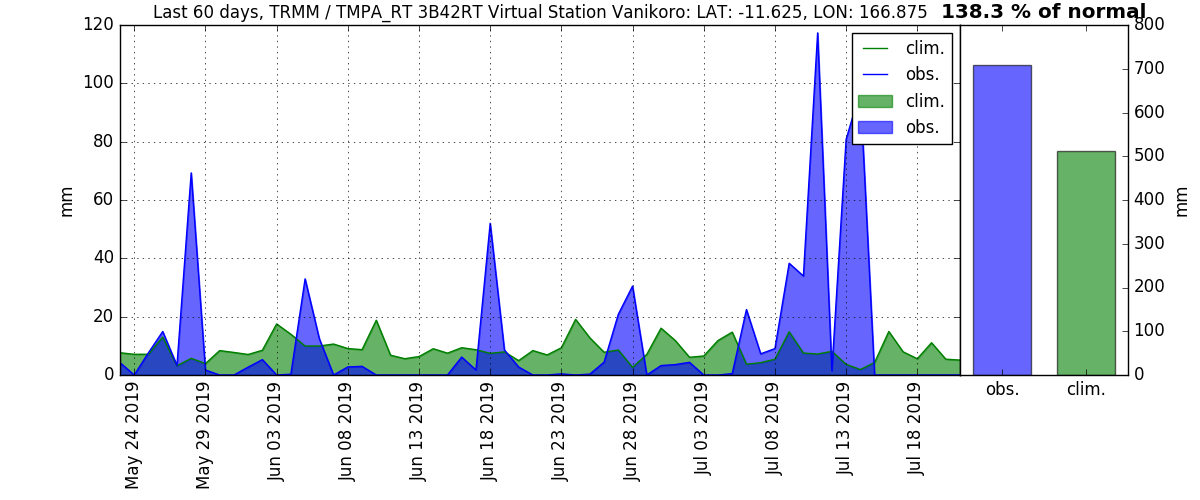 Last 60 days, TRMM / TMPA_RT 3B42RT Virtual Station Vanikoro: LAT: -11.625, LON: 166.875 138.3 % of normal
120
100
80
60
40
20
0
mm
clim.
obs.
clim.
obs.
May 24 2019
May 29 2019
Jun 03 2019
Jun 08 2019
Jun 13 2019
Jun 18 2019
Jun 23 2019
Jun 28 2019
Jul 03 2019
Jul 08 2019
Jul 13 2019
Jul 18 2019
800
700
600
500
400
300
200
100
0
mm
obs.
clim.